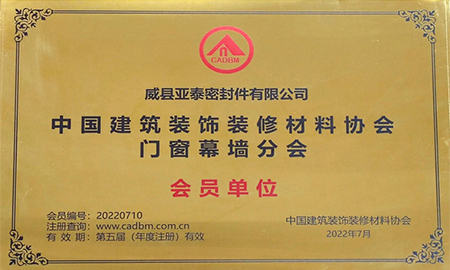 CADBM
威县亚泰密封件有限公司
中国建筑装饰装修材料协会
门窗幕墙分会
会员单位
会员编号：20220710
注册查询：www.cadbm.com.cn
有 效 期：第五届（年度注册）有效
中国建筑装饰装修材料协会
2022年7月